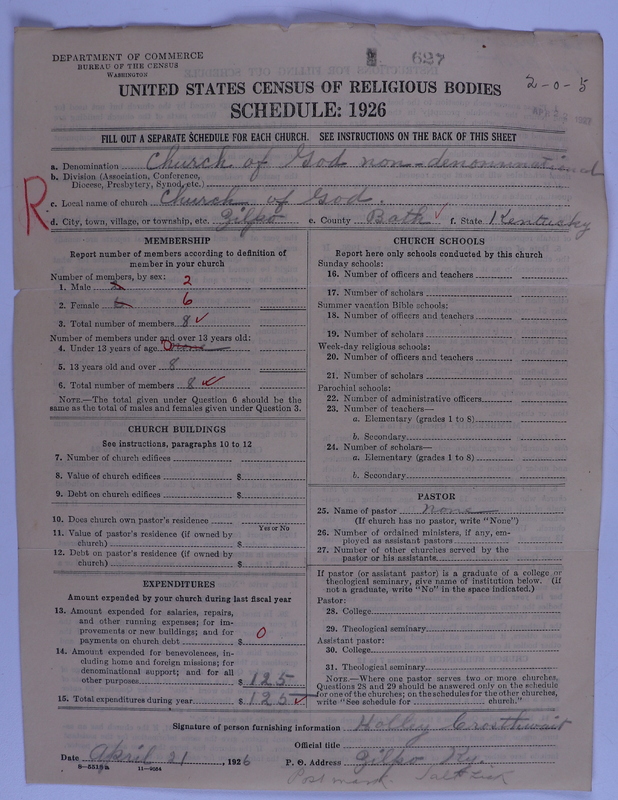 627
DEPARTMENT OF COMMERCE
BUREAU OF THE CENSUS
WASHINGTON
2-0-5
UNITED STATES CENSUS OF RELIGIOUS BODIES
SCHEDULE: 1926
FILL OUT A SEPARATE SCHEDULE FOR EACH CHURCH. SEE INSTRUCTIONS ON THE BACK OF THIS SHEET
a. Denomination Church of God non-denominational
b. Division (Association, Conference,
Diocese, Presbytery, Synod, etc.)
R
c. Local name of church Church of God.
d. City, town, village, or township, etc. Gilpo e. County Bath ✓ f. State Kentucky
MEMBERSHIP
Report number of members according to definition of
member in your church
Number of members, by sex:
1. Male 2
2. Female 6 6
3. Total number of members 8 ✓
Number of members under and over 13 years old:
4. Under 13 years of age 0 none
5. 13 years old and over 8
6. Total number of members 8 ✓
NOTE.—The total given under Question 6 should be
same as the total of males and females given under Question 3.
CHURCH BUILDINGS
See instructions, paragraphs 10 to 12
7. Number of church edifices
8. Value of church edifices $
9. Debt on church edifices $
10. Does church own pastor's residence
Yes or No
11. Value of pastor's residence (if owned by
church) $
12. Debt on pastor's residence (if owned by
church) $
EXPENDITURES
Amount expended by your church during last fiscal year
13. Amount expended for salaries, repairs,
and other running expenses; for im-
provements or new buildings; and for
payments on church debt $ 0
14. Amount expended for benevolences, in-
cluding home and foreign missions; for
denominational support; and for all
other purposes $ 125
15. Total expenditures during year $ 125 ✓
CHURCH SCHOOLS
Report here only schools conducted by this church
Sunday schools:
16. Number of officers and teachers
17. Number of scholars
Summer vacation Bible schools:
18. Number of officers and teachers
19. Number of scholars
Week-day religious schools:
20. Number of officers and teachers
21. Number of scholars
Parochial schools:
22. Number of administrative officers
23. Number of teachers—
a. Elementary (grades 1 to 8)
b. Secondary
24. Number of scholars—
a. Elementary (grades 1 to 8)
b. Secondary
PASTOR
25. Name of pastor None
(If church has no pastor, write "None")
26. Number of ordained ministers, if any, em-
ployed as assistant pastors
27. Number of other churches served by the
pastor or his assistants
If pastor (or assistant pastor) is a graduate of a college or
theological seminary, give name of institution below. (If
not a graduate, write "No" in the space indicated.)
Pastor:
28. College
29. Theological seminary
Assistant pastor:
30. College
31. Theological seminary
NOTE.—Where one pastor serves two or more churches,
Questions 28 and 29 should be answered only on the schedule
for one of the churches; on the schedules for the other churches,
write "See schedule for church."
Signature of person furnishing information Holley Crosthwait
Official title
Date April 21, 1926 P. O. Address Gilpo Ky.
8—5518a 11—9064
Post mark Salt Lick